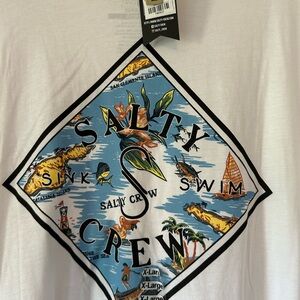 SAN CLEMENTE ISLAND
SALTY
SINK
SWIM
SALTY CREW
CREW
X-Large
X-Large